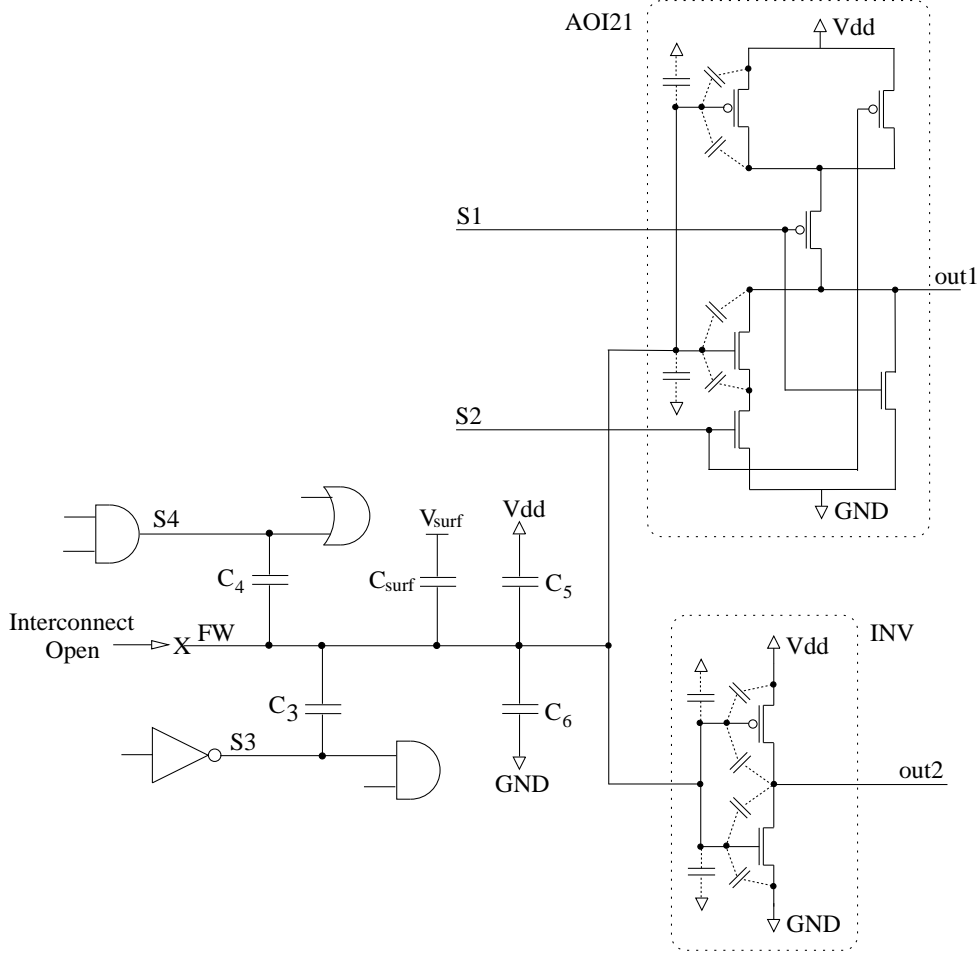 AOI21
Vdd
S1
out1
S2
GND
S4
Vsurf
Vdd
C4
Csurf
C5
Interconnect
Open
X
FW
INV
Vdd
C3
C6
S3
GND
out2
GND